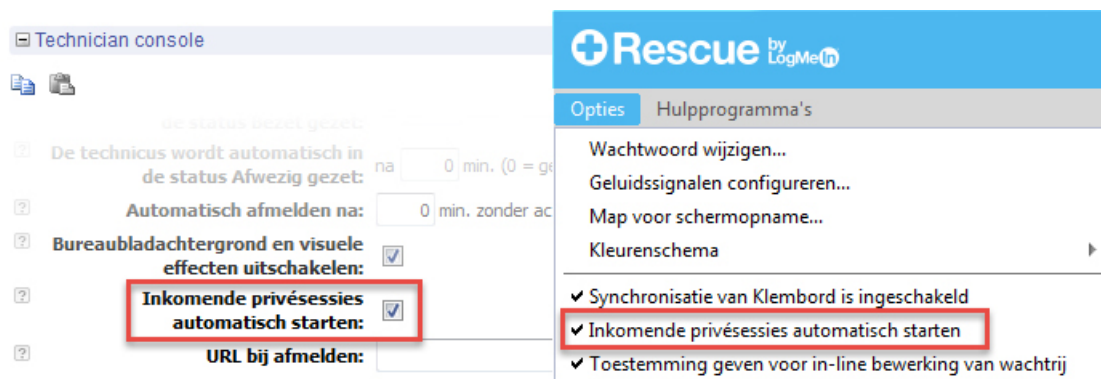 Technician console
de status Bezet gezet:
? De technicus wordt automatisch in
de status Afwezig gezet:
na 0 min. (0 = ge
? Automatisch afmelden na: 0 min. zonder ac
? Bureaubladachtergrond en visuele
effecten uitschakelen:
? Inkomende privésessies
automatisch starten:
? URL bij afmelden:
Rescue by
LogMeIn
Opties Hulpprogramma's
Wachtwoord wijzigen...
Geluidssignalen configureren...
Map voor schermopname...
Kleurenschema
Synchronisatie van Klembord is ingeschakeld
Inkomende privésessies automatisch starten
Toestemming geven voor in-line bewerking van wachtrij